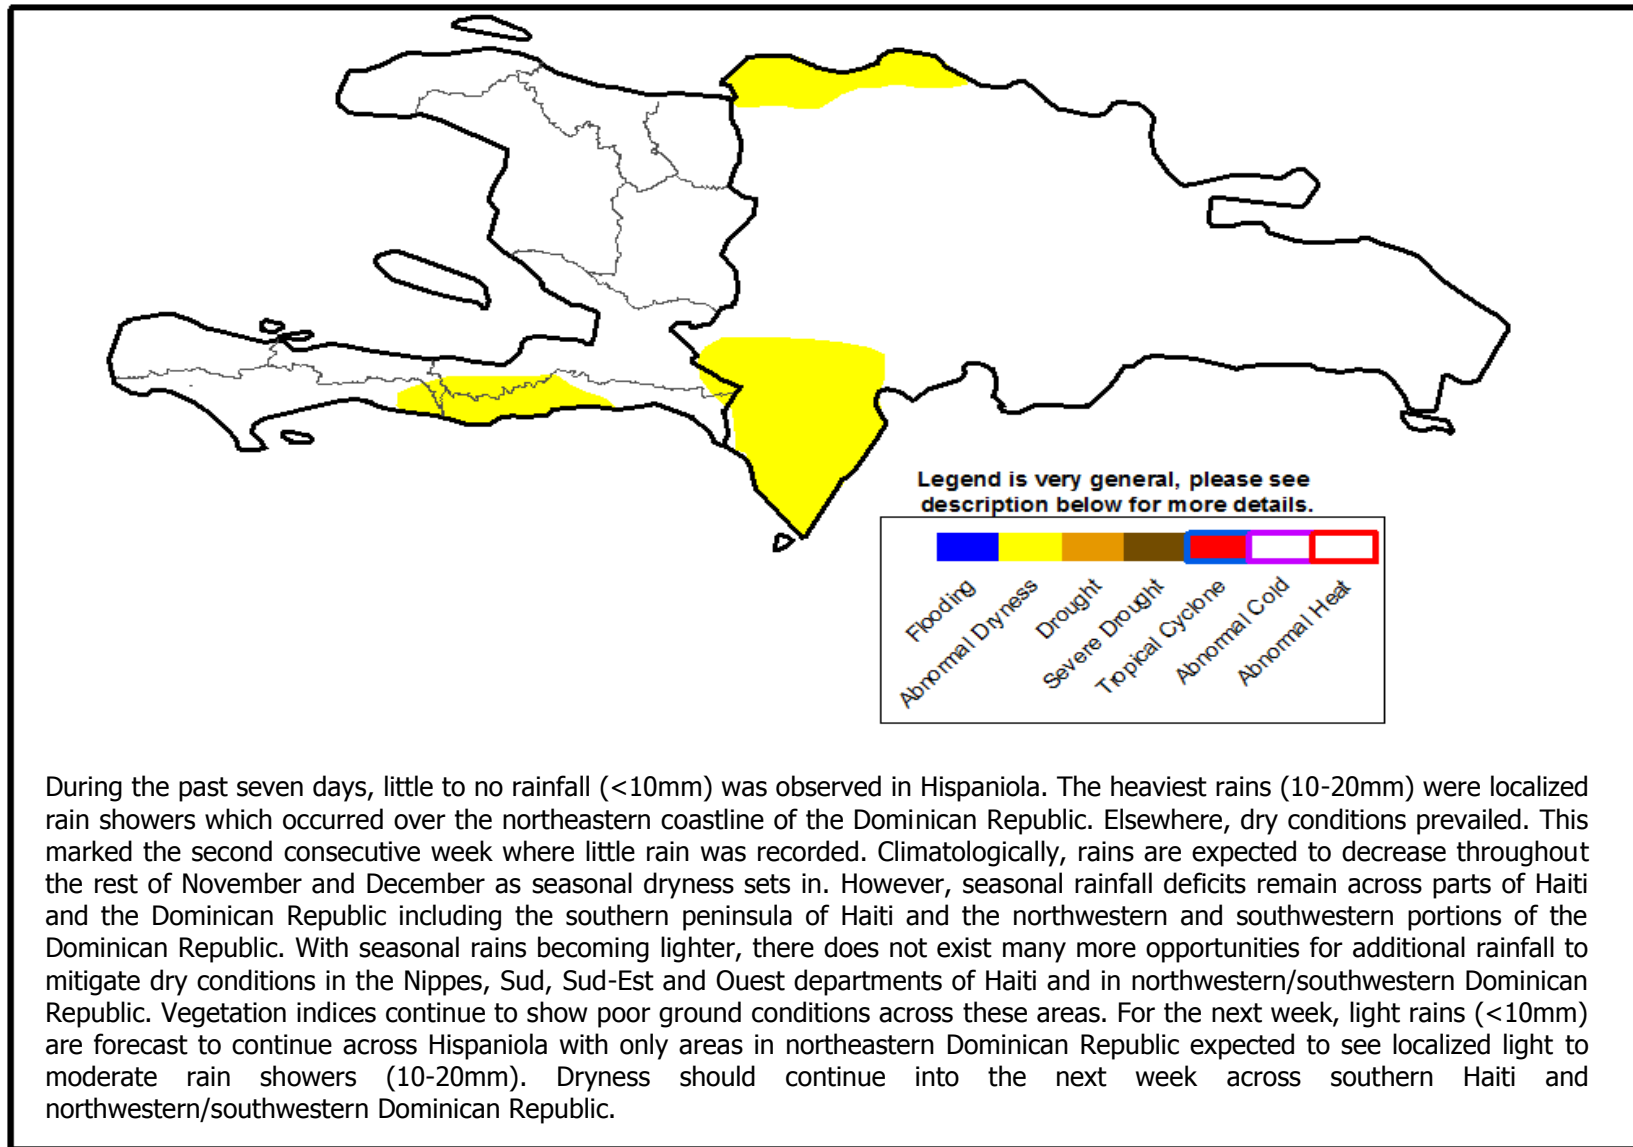 Legend is very general, please see
description below for more details.
Flooding
Abnormal Dryness
Drought
Severe Drought
Tropical Cyclone
Abnormal Cold
Abnormal Heat
During the past seven days, little to no rainfall (<10mm) was observed in Hispaniola. The heaviest rains (10-20mm) were localized
rain showers which occurred over the northeastern coastline of the Dominican Republic. Elsewhere, dry conditions prevailed. This
marked the second consecutive week where little rain was recorded. Climatologically, rains are expected to decrease throughout
the rest of November and December as seasonal dryness sets in. However, seasonal rainfall deficits remain across parts of Haiti
and the Dominican Republic including the southern peninsula of Haiti and the northwestern and southwestern portions of the
Dominican Republic. With seasonal rains becoming lighter, there does not exist many more opportunities for additional rainfall to
mitigate dry conditions in the Nippes, Sud, Sud-Est and Ouest departments of Haiti and in northwestern/southwestern Dominican
Republic. Vegetation indices continue to show poor ground conditions across these areas. For the next week, light rains (<10mm)
are forecast to continue across Hispaniola with only areas in northeastern Dominican Republic expected to see localized light to
moderate rain showers (10-20mm). Dryness should continue into the next week across southern Haiti and
northwestern/southwestern Dominican Republic.